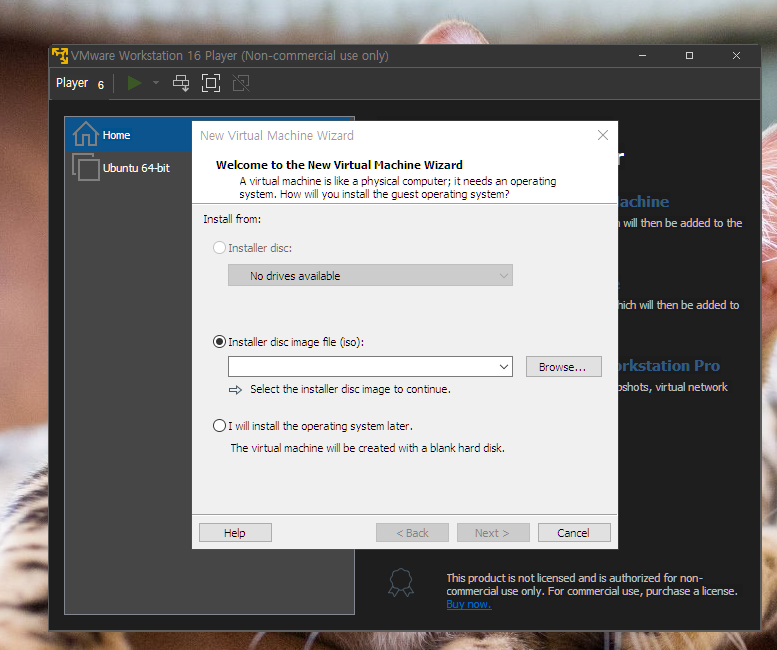 VMware Workstation 16 Player (Non-commercial use only)
Player 6
Home
Ubuntu 64-bit
New Virtual Machine Wizard
Welcome to the New Virtual Machine Wizard
A virtual machine is like a physical computer; it needs an operating
system. How will you install the guest operating system?
Install from:
Installer disc:
No drives available
Installer disc image file (iso):
Browse...
Select the installer disc image to continue.
I will install the operating system later.
The virtual machine will be created with a blank hard disk.
Help
< Back
Next >
Cancel
achine
will then be added to the
hich will then be added to
orkstation Pro
pshots, virtual network
This product is not licensed and is authorized for non-
commercial use only. For commercial use, purchase a license.
Buy now.